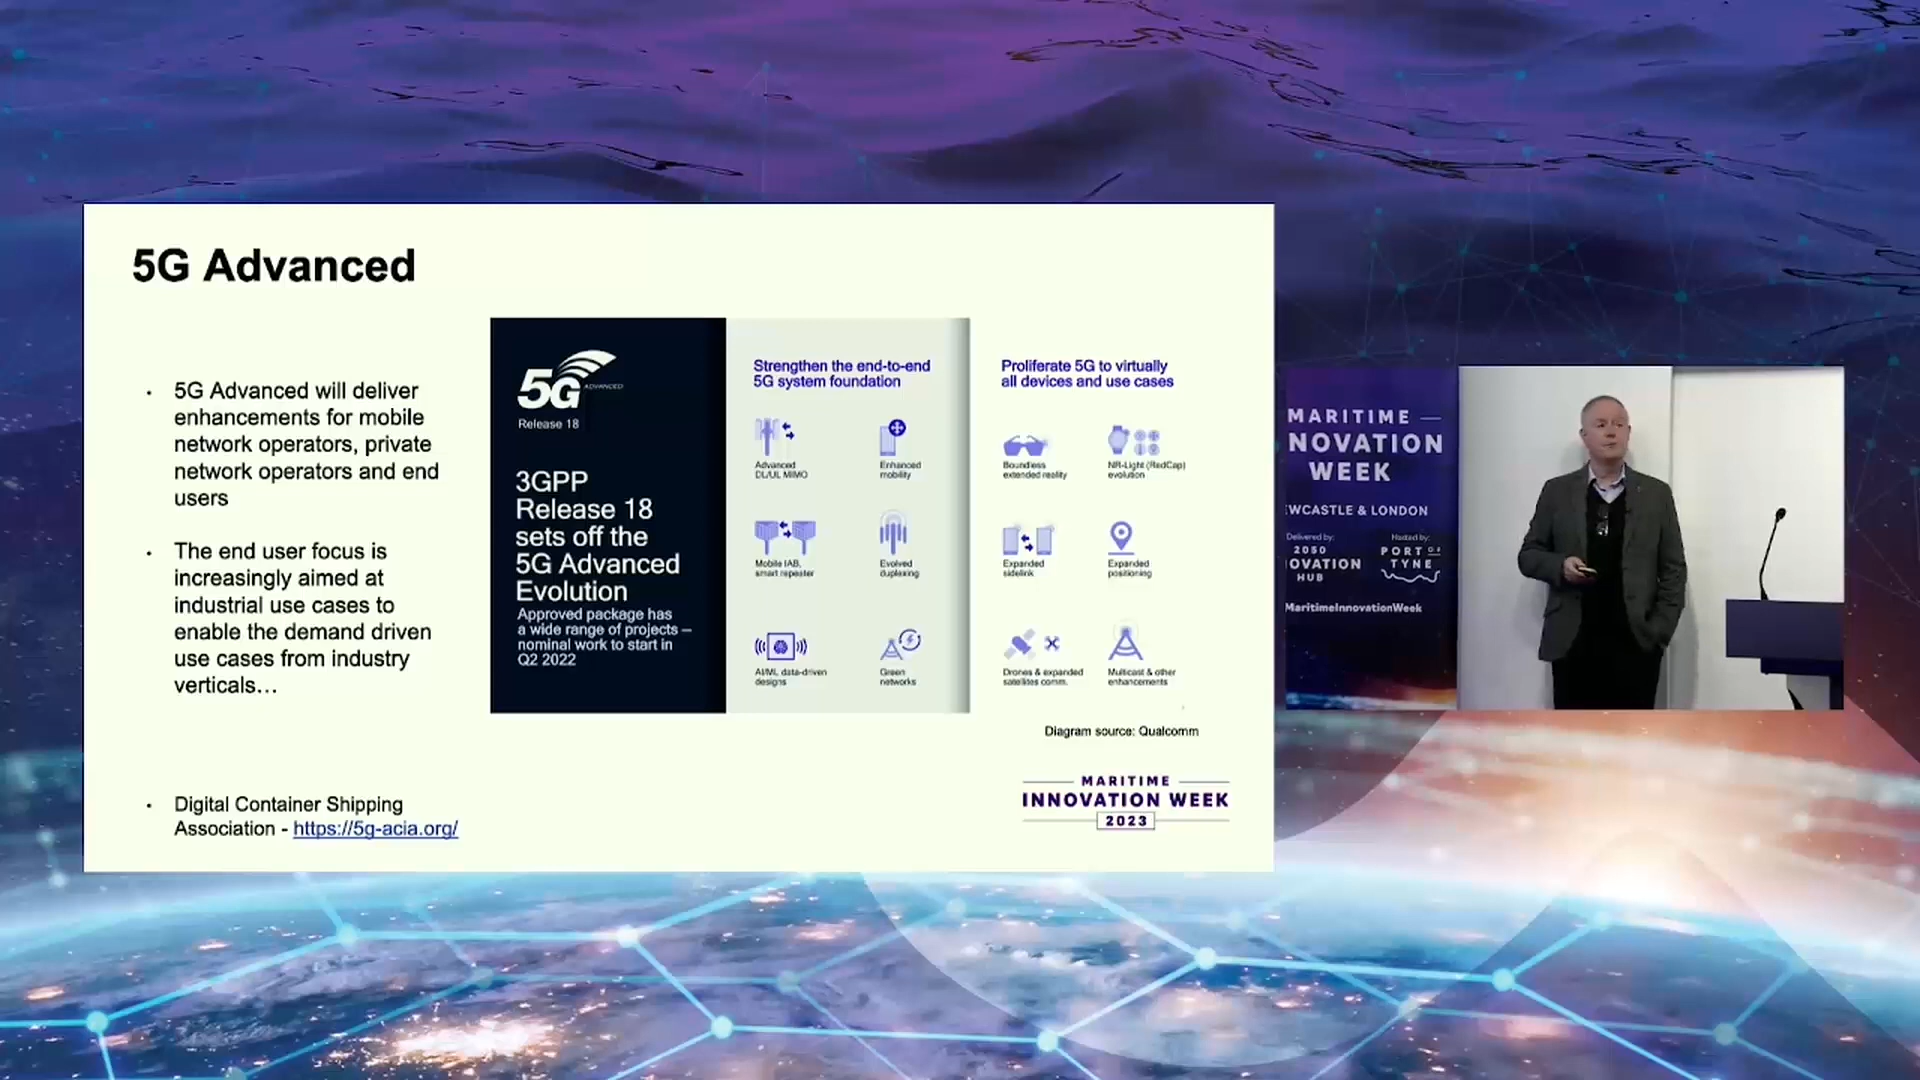 5G Advanced
• 5G Advanced will deliver
enhancements for mobile
network operators, private
network operators and end
users
• The end user focus is
increasingly aimed at
industrial use cases to
enable the demand driven
use cases from industry
verticals…
• Digital Container Shipping
Association - https://5g-acia.org/
5G ADVANCED
Release 18
3GPP
Release 18
sets off the
5G Advanced
Evolution
Approved package has
a wide range of projects –
nominal work to start in
Q2 2022
Strengthen the end-to-end
5G system foundation
Advanced
DL/UL MIMO
Enhanced
mobility
Mobile IAB,
smart repeater
Evolved
duplexing
AI/ML data-driven
designs
Green
networks
Proliferate 5G to virtually
all devices and use cases
Boundless
extended reality
NR-Light (RedCap)
evolution
Expanded
sidelink
Expanded
positioning
Drones & expanded
satellites comm.
Multicast & other
enhancements
Diagram source: Qualcomm
MARITIME
INNOVATION WEEK
2023
MARITIME
NOVATION
WEEK
WCASTLE & LONDON
Delivered by:
2050
OVATION
HUB
Hosted by:
PORT OF
TYNE
MaritimeInnovationWeek